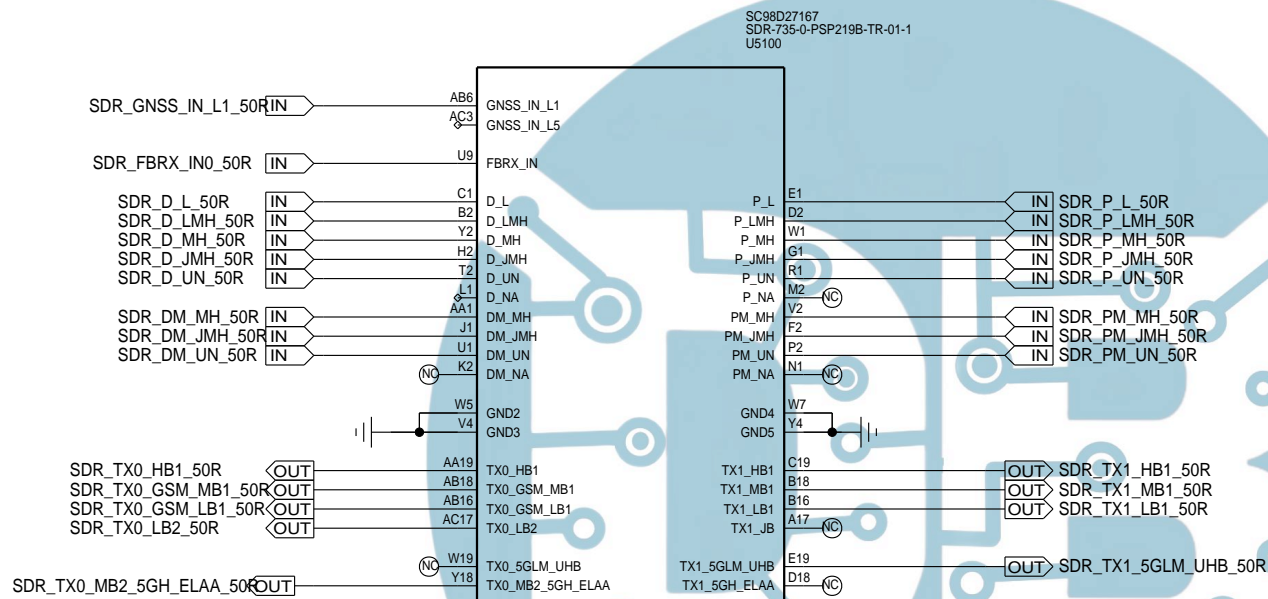 SC98D27167
SDR-735-0-PSP219B-TR-01-1
U5100
SDR_GNSS_IN_L1_50R IN AB6 GNSS_IN_L1
AC3 GNSS_IN_L5
SDR_FBRX_IN0_50R IN U9 FBRX_IN
SDR_D_L_50R IN C1 D_L P_L E1 IN SDR_P_L_50R
SDR_D_LMH_50R IN B2 D_LMH P_LMH D2 IN SDR_P_LMH_50R
SDR_D_MH_50R IN Y2 D_MH P_MH W1 IN SDR_P_MH_50R
SDR_D_JMH_50R IN H2 D_JMH P_JMH G1 IN SDR_P_JMH_50R
SDR_D_UN_50R IN T2 D_UN P_UN R1 IN SDR_P_UN_50R
L1 D_NA P_NA M2 NC
SDR_DM_MH_50R IN AA1 DM_MH PM_MH V2 IN SDR_PM_MH_50R
SDR_DM_JMH_50R IN J1 DM_JMH PM_JMH F2 IN SDR_PM_JMH_50R
SDR_DM_UN_50R IN U1 DM_UN PM_UN P2 IN SDR_PM_UN_50R
NC K2 DM_NA PM_NA N1 NC
W5 GND2 GND4 W7
V4 GND3 GND5 Y4
SDR_TX0_HB1_50R OUT AA19 TX0_HB1 TX1_HB1 C19 OUT SDR_TX1_HB1_50R
SDR_TX0_GSM_MB1_50R OUT AB18 TX0_GSM_MB1 TX1_MB1 B18 OUT SDR_TX1_MB1_50R
SDR_TX0_GSM_LB1_50R OUT AB16 TX0_GSM_LB1 TX1_LB1 B16 OUT SDR_TX1_LB1_50R
SDR_TX0_LB2_50R OUT AC17 TX0_LB2 TX1_JB A17 NC
NC W19 TX0_5GLM_UHB TX1_5GLM_UHB E19 OUT SDR_TX1_5GLM_UHB_50R
SDR_TX0_MB2_5GH_ELAA_50R OUT Y18 TX0_MB2_5GH_ELAA TX1_5GH_ELAA D18 NC